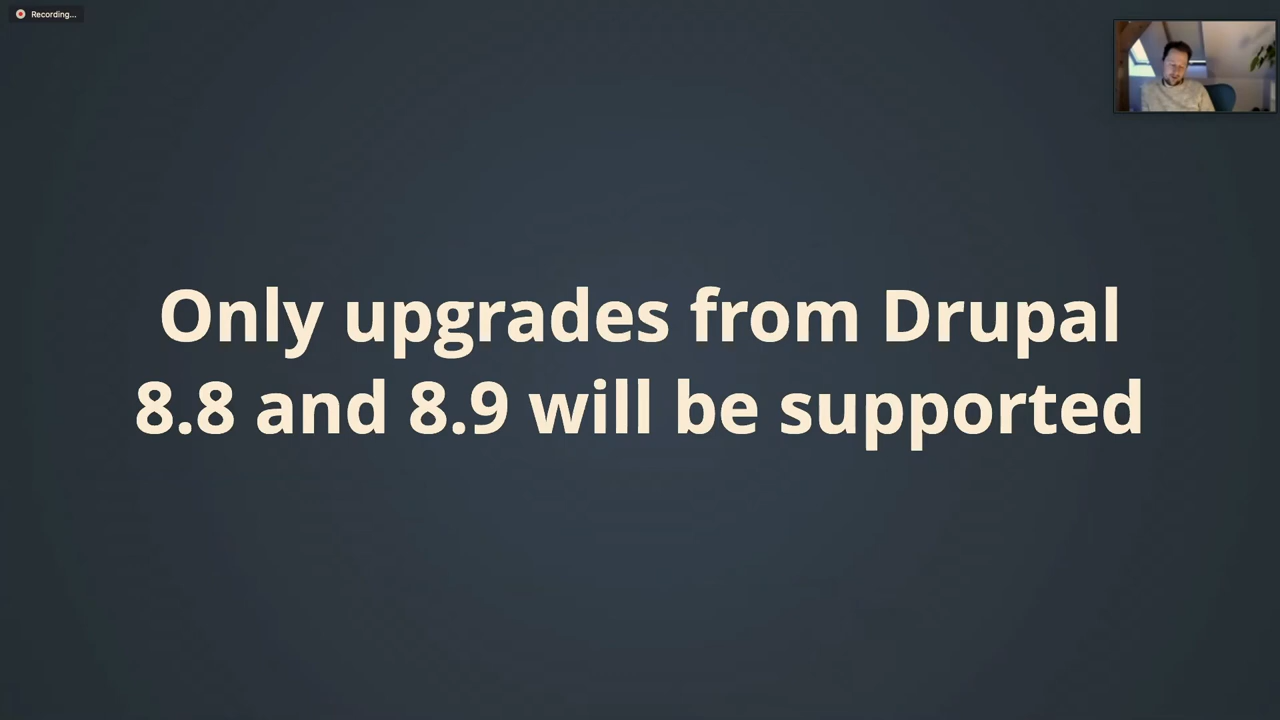 Recording...
Only upgrades from Drupal
8.8 and 8.9 will be supported